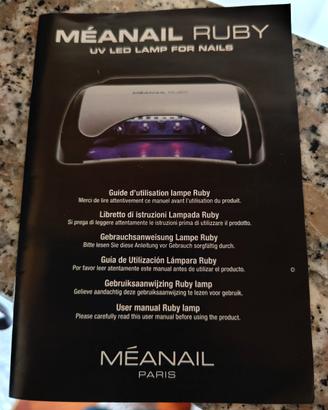 MÉANAIL RUBY
UV LED LAMP FOR NAILS
MÉANAIL RUBY
Guide d'utilisation lampe Ruby
Merci de lire attentivement ce manuel avant l'utilisation du produit.
Libretto di istruzioni Lampada Ruby
Si prega di leggere attentamente le istruzioni prima di utilizzare il prodotto.
Gebrauchsanweisung Lampe Ruby
Bitte lesen Sie diese Anleitung vor Gebrauch sorgfältig durch.
Guía de Utilización Lámpara Ruby
Por favor leer atentamente este manual antes de utilizar el producto.
Gebruiksaanwijzing Ruby lamp
Gelieve aandachtig deze gebruiksaanwijzing te lezen voor gebruik.
User manual Ruby lamp
Please carefully read this user manual before using the product.
MÉANAIL
PARIS